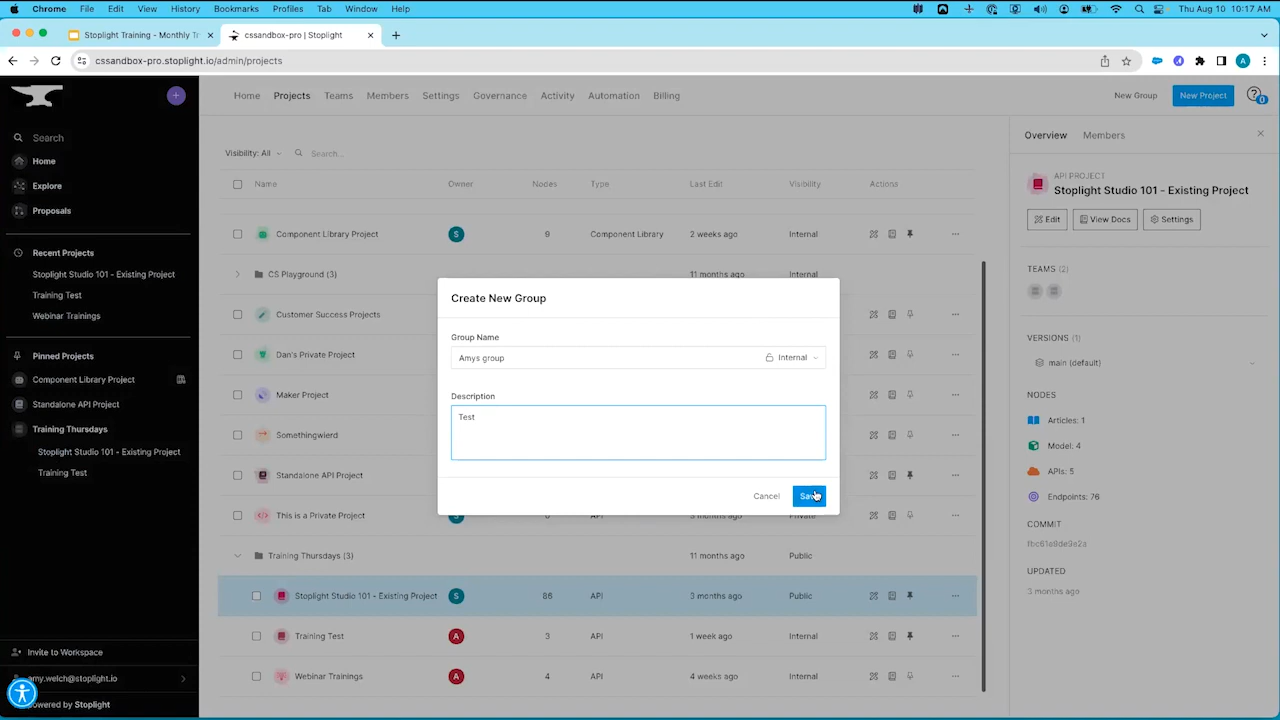 Chrome File Edit View History Bookmarks Profiles Tab Window Help Thu Aug 10 10:17 AM
Stoplight Training - Monthly Tr
cssandbox-pro | Stoplight
cssandbox-pro.stoplight.io/admin/projects
A
Search
Home
Explore
Proposals
Recent Projects
Stoplight Studio 101 - Existing Project
Training Test
Webinar Trainings
Pinned Projects
Component Library Project
Standalone API Project
Training Thursdays
Stoplight Studio 101 - Existing Project
Training Test
Invite to Workspace
amy.welch@stoplight.io
powered by Stoplight
Home Projects Teams Members Settings Governance Activity Automation Billing New Group New Project 0
Visibility: All Search...
Name Owner Nodes Type Last Edit Visibility Actions
Component Library Project S 9 Component Library 2 weeks ago Internal
CS Playground (3) 11 months ago Internal
Customer Success Projects
Dan's Private Project
Maker Project
Somethingwierd
Standalone API Project
This is a Private Project
Training Thursdays (3) 11 months ago Public
Stoplight Studio 101 - Existing Project S 86 API 3 months ago Public
Training Test A 3 API 1 week ago Internal
Webinar Trainings A 4 API 4 weeks ago Internal
Create New Group
Group Name
Amys group Internal
Description
Test
Cancel
Overview Members
API PROJECT
Stoplight Studio 101 - Existing Project
Edit View Docs Settings
TEAMS (2)
VERSIONS (1)
main (default)
NODES
Articles: 1
Model: 4
APIs: 5
Endpoints: 76
COMMIT
UPDATED
3 months ago